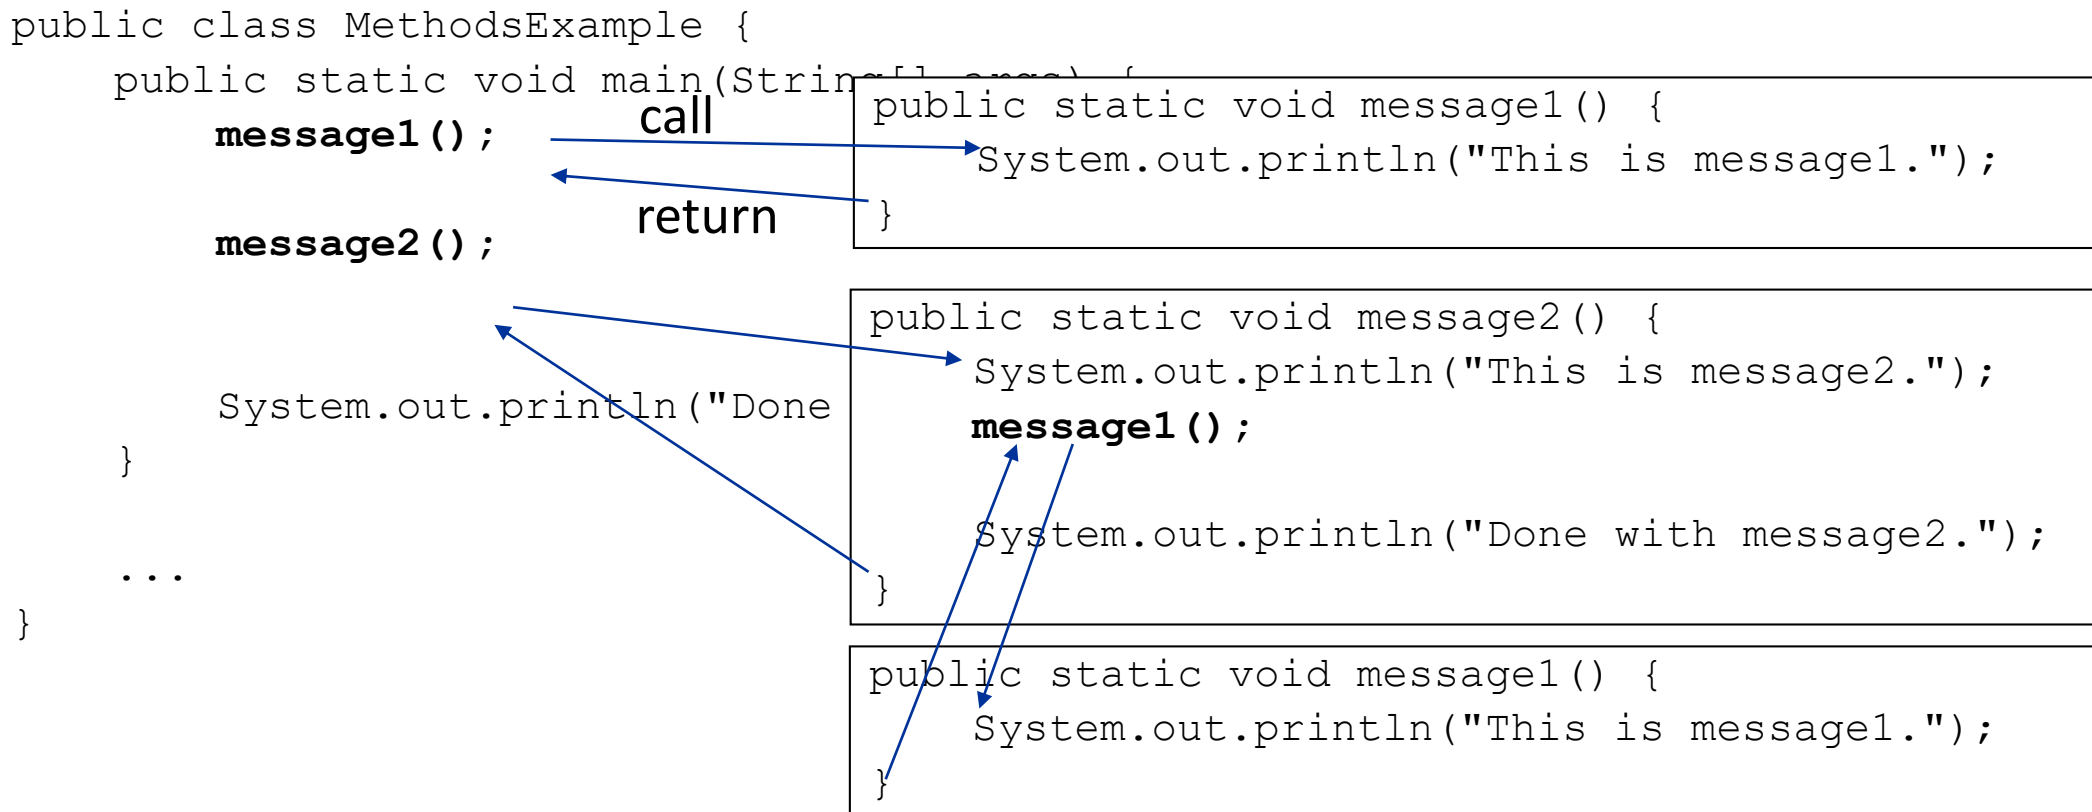 public class MethodsExample {
public static void main(String[] args) {
message1();
message2();
System.out.println("Done
}
...
}
call
return
public static void message1() {
System.out.println("This is message1.");
}
public static void message2() {
System.out.println("This is message2.");
message1();
System.out.println("Done with message2.");
}
public static void message1() {
System.out.println("This is message1.");
}